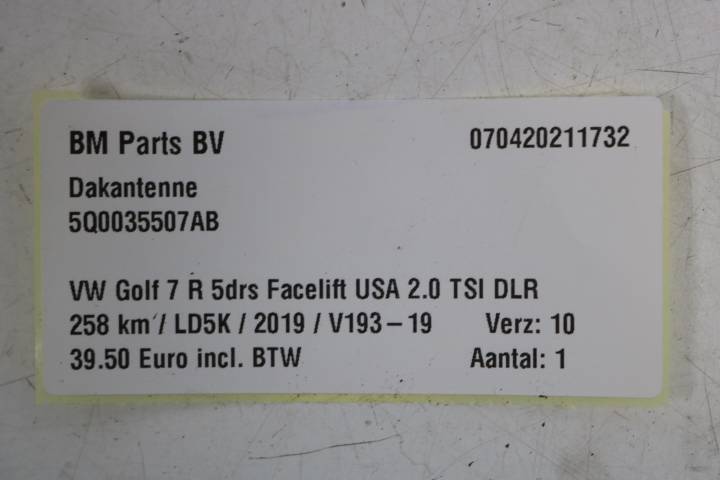 BM Parts BV 070420211732
Dakantenne
5Q0035507AB
VW Golf 7 R 5drs Facelift USA 2.0 TSI DLR
258 km / LD5K / 2019 / V193-19 Verz: 10
39.50 Euro incl. BTW Aantal: 1